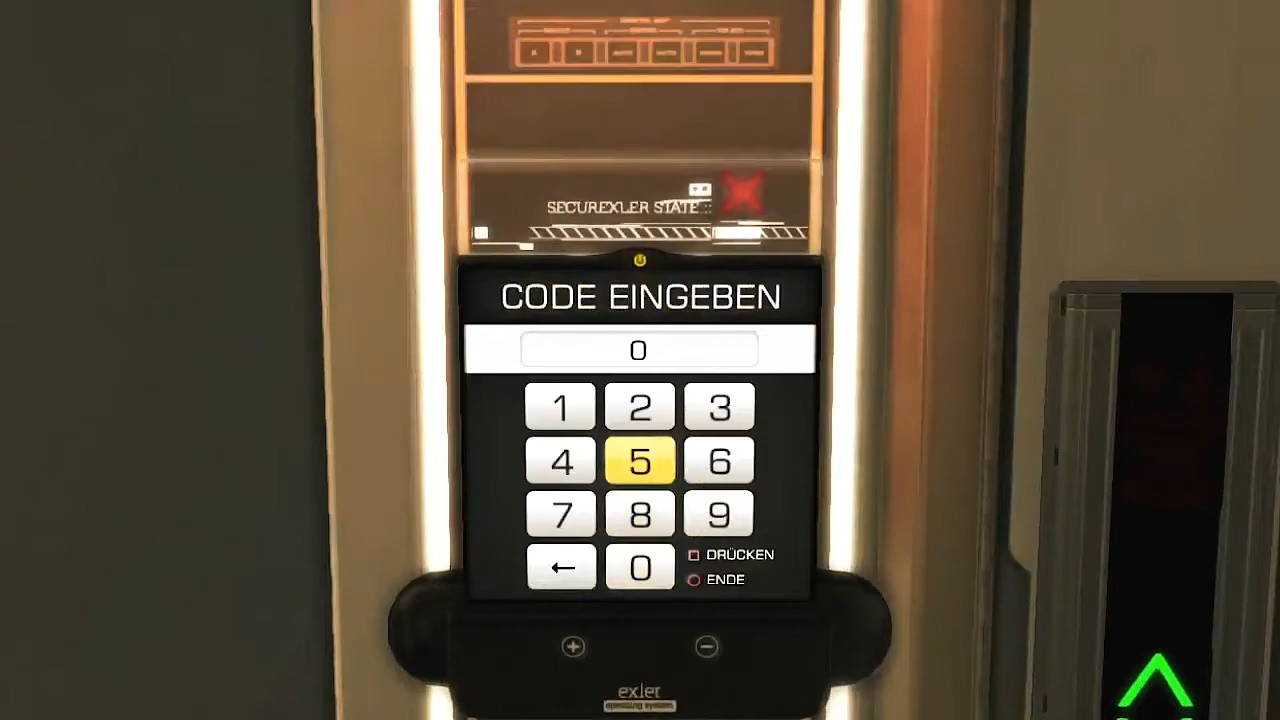 SECUREXLER STATE ::
CODE EINGEBEN
0
1 2 3
4 5 6
7 8 9
← 0 DRÜCKEN
ENDE
exler